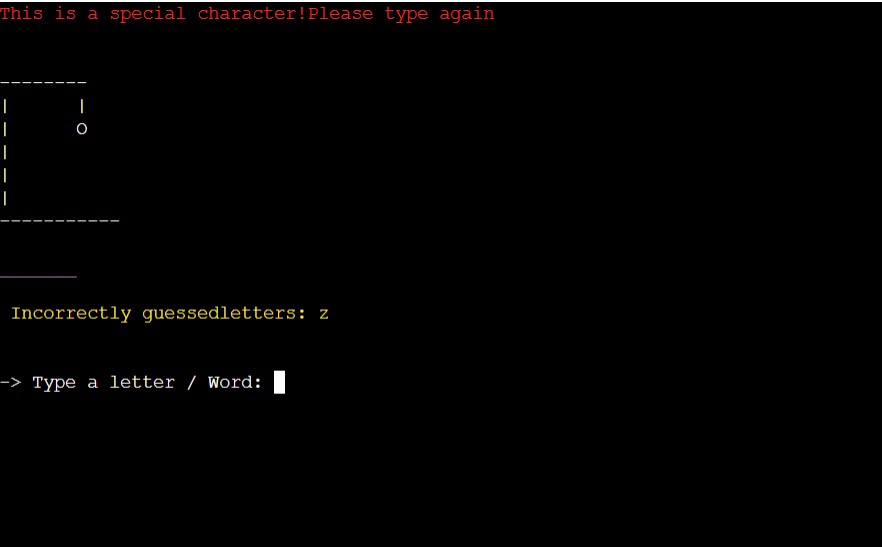 This is a special character!Please type again
--------
|      |
|      O
|
|
|
-----------
_______
Incorrectly guessedletters: z
-> Type a letter / Word: